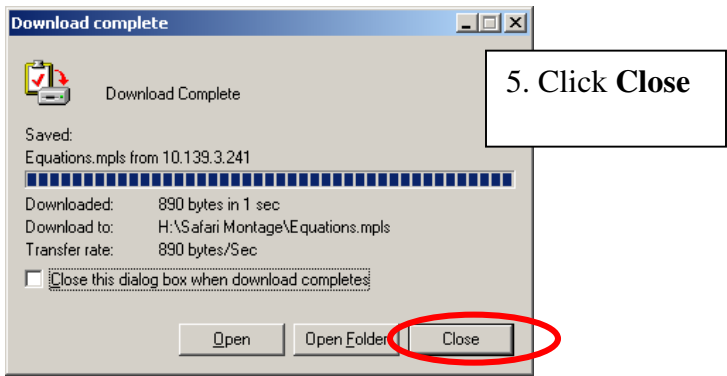 Download complete
Download Complete
5. Click Close
Saved:
Equations.mpls from 10.139.3.241
Downloaded: 890 bytes in 1 sec
Download to: H:\Safari Montage\Equations.mpls
Transfer rate: 890 bytes/Sec
Close this dialog box when download completes
Open Open Folder Close